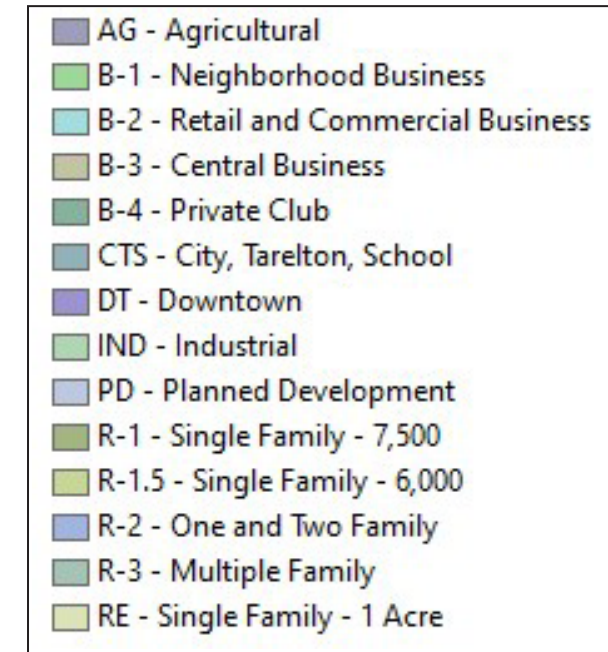 AG - Agricultural
B-1 - Neighborhood Business
B-2 - Retail and Commercial Business
B-3 - Central Business
B-4 - Private Club
CTS - City, Tarelton, School
DT - Downtown
IND - Industrial
PD - Planned Development
R-1 - Single Family - 7,500
R-1.5 - Single Family - 6,000
R-2 - One and Two Family
R-3 - Multiple Family
RE - Single Family - 1 Acre